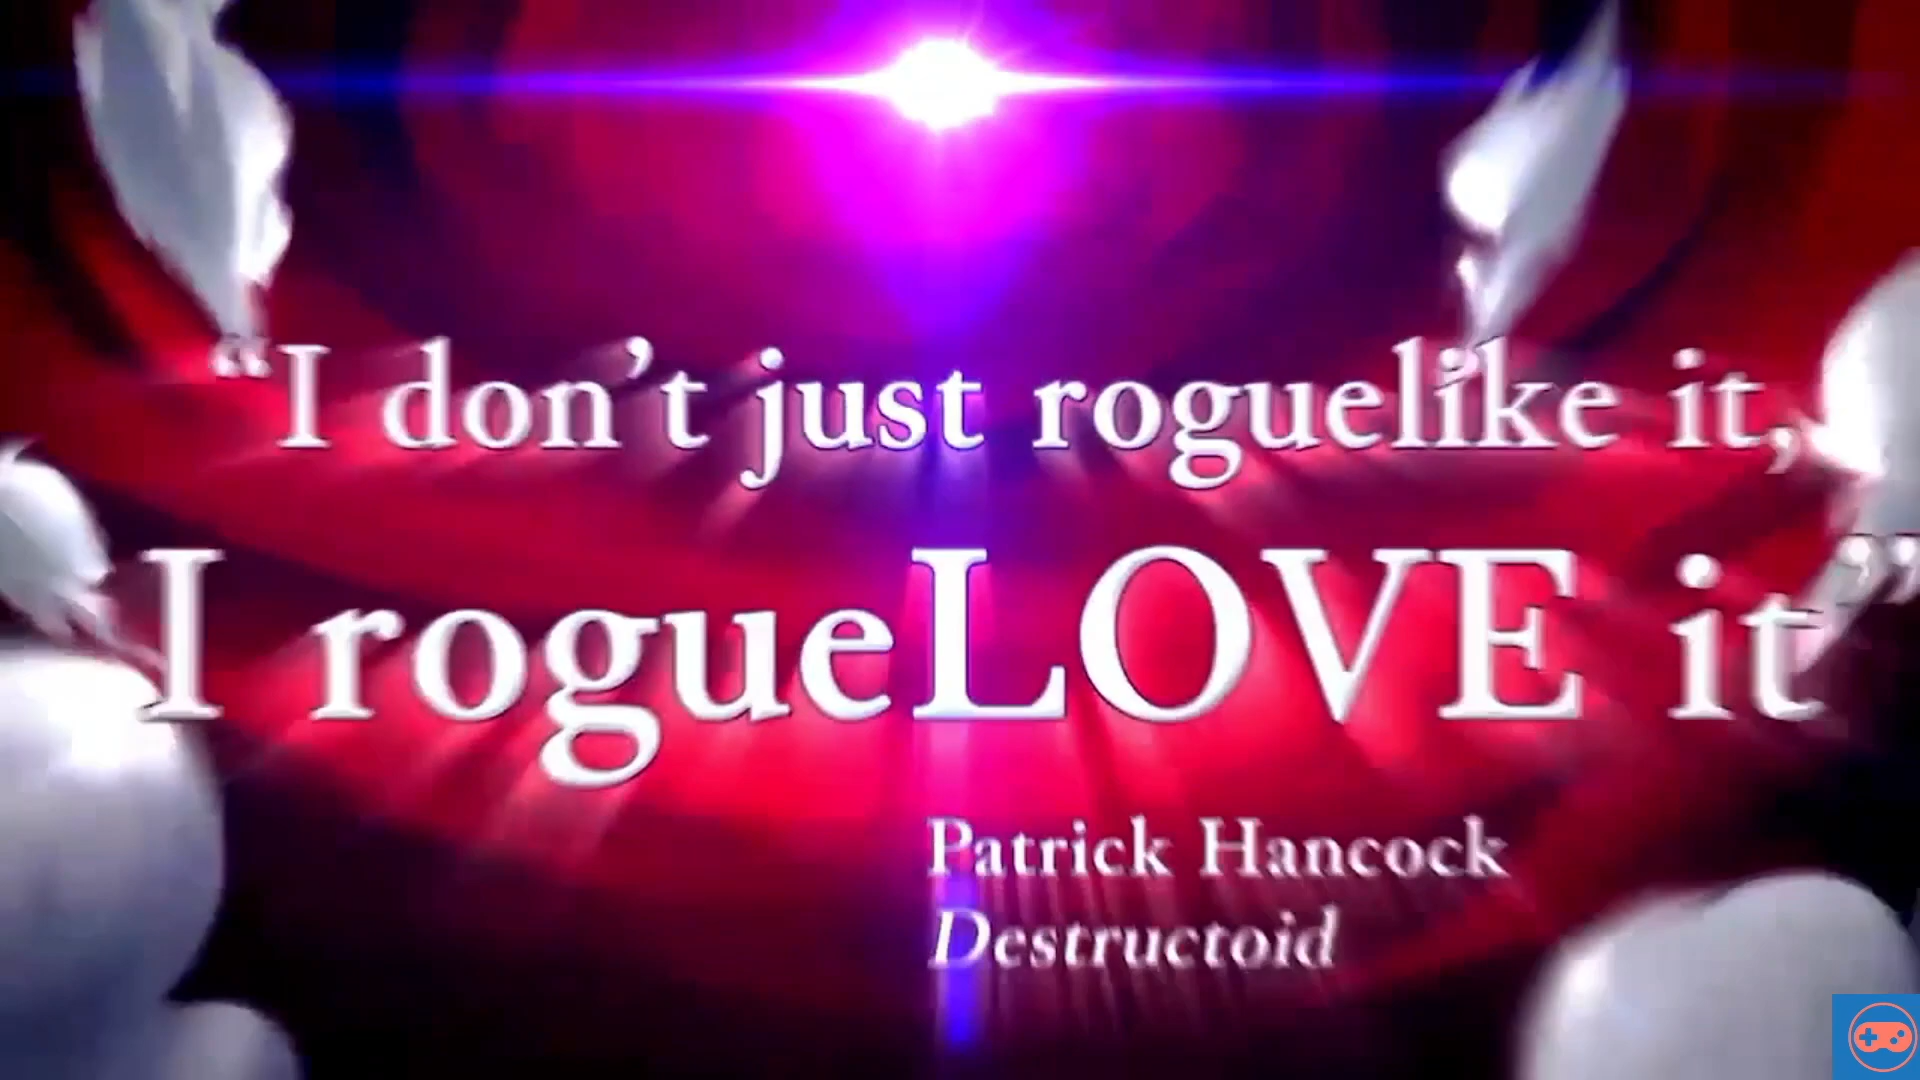 “I don’t just roguelike it,
I rogueLOVE it”
Patrick Hancock
Destructoid